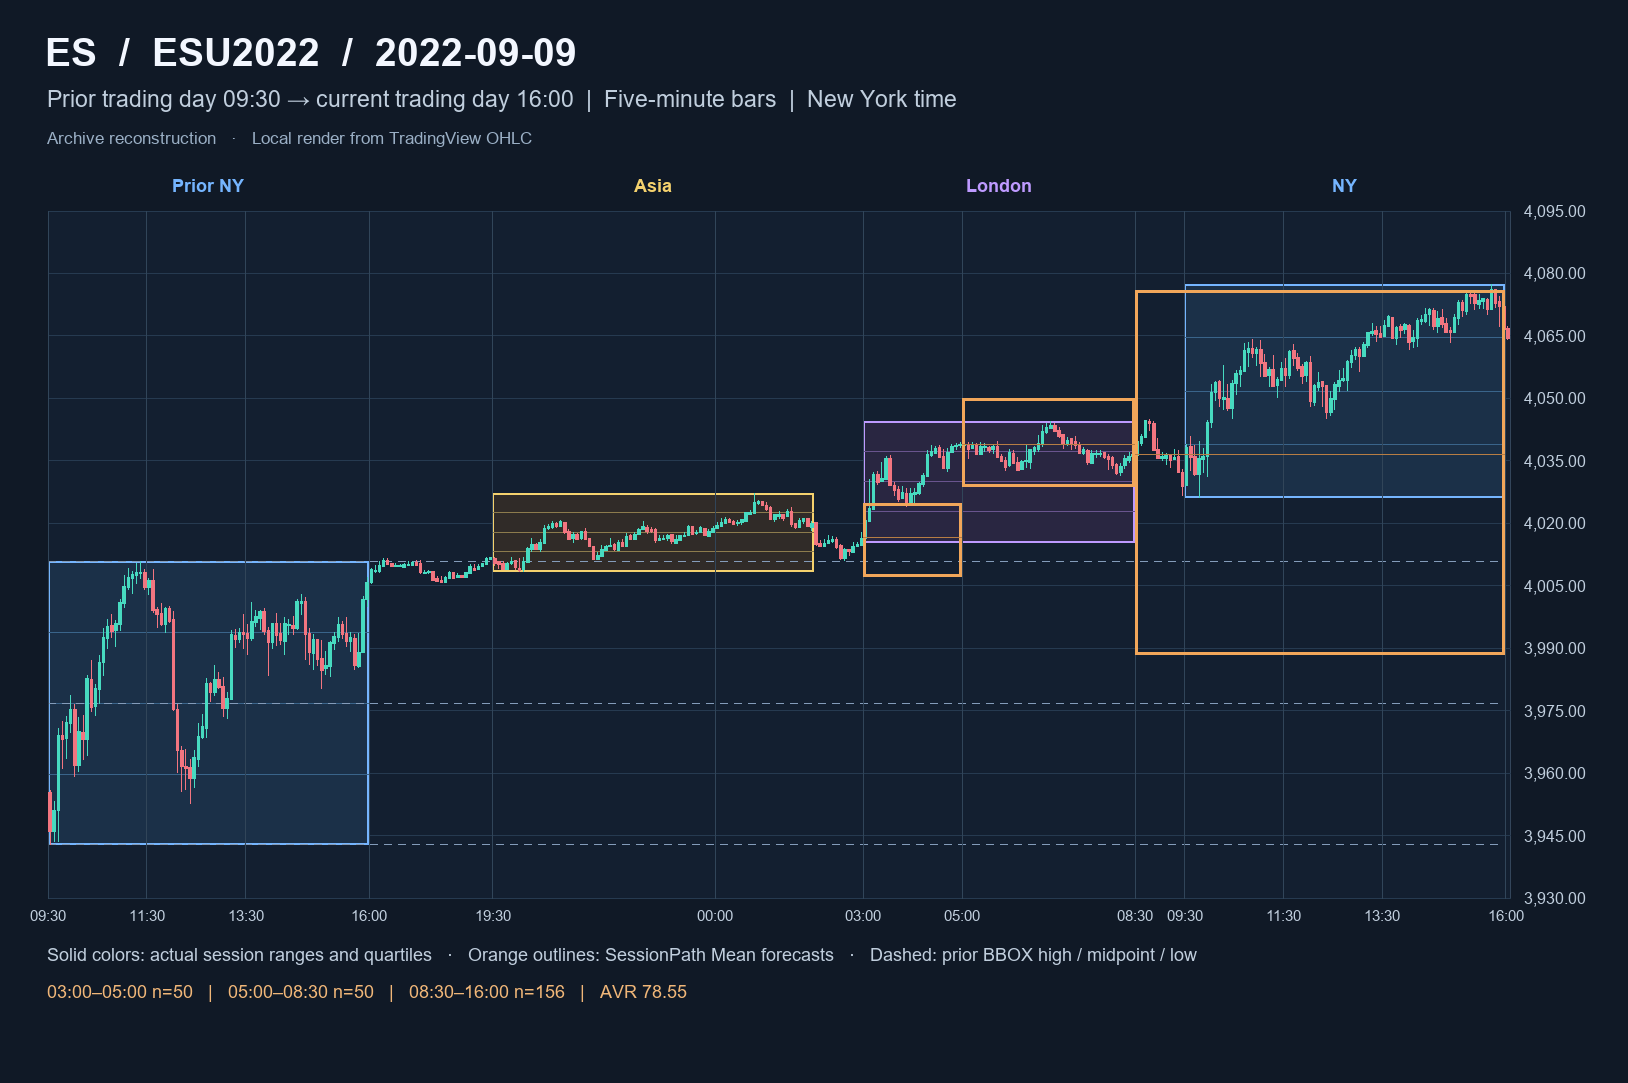 ES / ESU2022 / 2022-09-09
Prior trading day 09:30 → current trading day 16:00 | Five-minute bars | New York time
Archive reconstruction · Local render from TradingView OHLC
Prior NY Asia London NY
4,095.00
4,080.00
4,065.00
4,050.00
4,035.00
4,020.00
4,005.00
3,990.00
3,975.00
3,960.00
3,945.00
3,930.00
09:30 11:30 13:30 16:00 19:30 00:00 03:00 05:00 08:30 09:30 11:30 13:30 16:00
Solid colors: actual session ranges and quartiles · Orange outlines: SessionPath Mean forecasts · Dashed: prior BBOX high / midpoint / low
03:00–05:00 n=50 | 05:00–08:30 n=50 | 08:30–16:00 n=156 | AVR 78.55